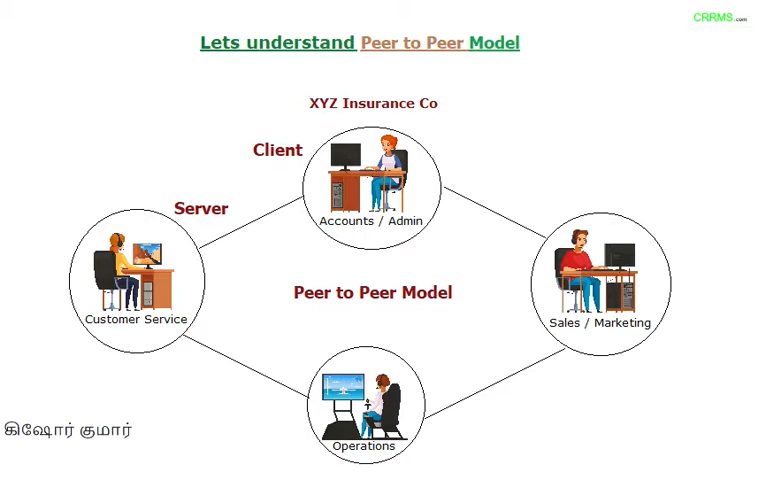 CRRMS.com
Lets understand Peer to Peer Model
XYZ Insurance Co
Client
Accounts / Admin
Server
Customer Service
Sales / Marketing
Peer to Peer Model
Operations
கிஷோர் குமார்